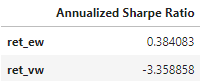 Annualized Sharpe Ratio
ret_ew 0.384083
ret_vw -3.358858